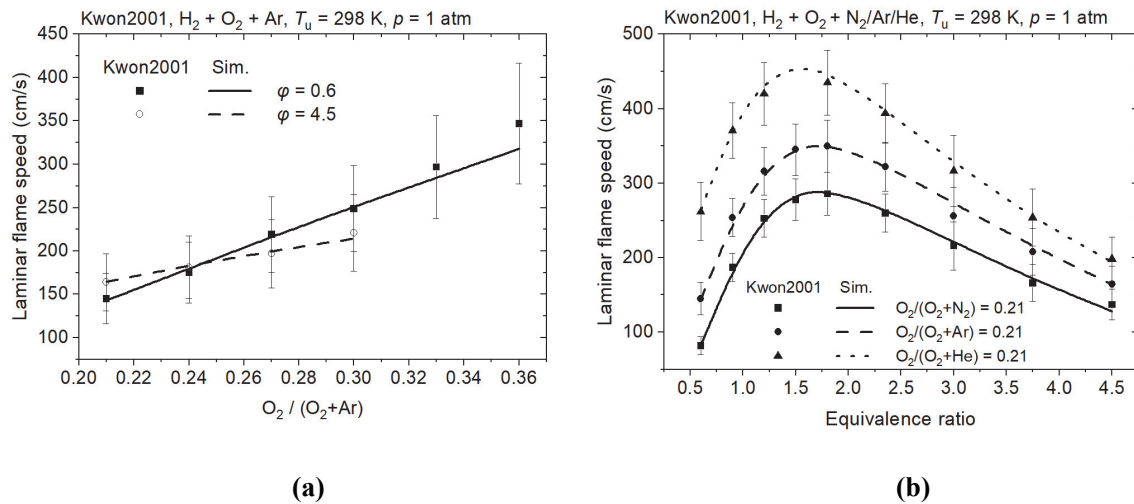 Kwon2001, H₂ + O₂ + Ar, Tᵤ = 298 K, p = 1 atm
450
400
350
300
250
200
150
100
50
Laminar flame speed (cm/s)
Kwon2001 Sim.
φ = 0.6
φ = 4.5
0.20 0.22 0.24 0.26 0.28 0.30 0.32 0.34 0.36
O₂ / (O₂+Ar)
(a)
Kwon2001, H₂ + O₂ + N₂/Ar/He, Tᵤ = 298 K, p = 1 atm
500
400
300
200
100
Laminar flame speed (cm/s)
Kwon2001 Sim.
O₂/(O₂+N₂) = 0.21
O₂/(O₂+Ar) = 0.21
O₂/(O₂+He) = 0.21
0.5 1.0 1.5 2.0 2.5 3.0 3.5 4.0 4.5
Equivalence ratio
(b)